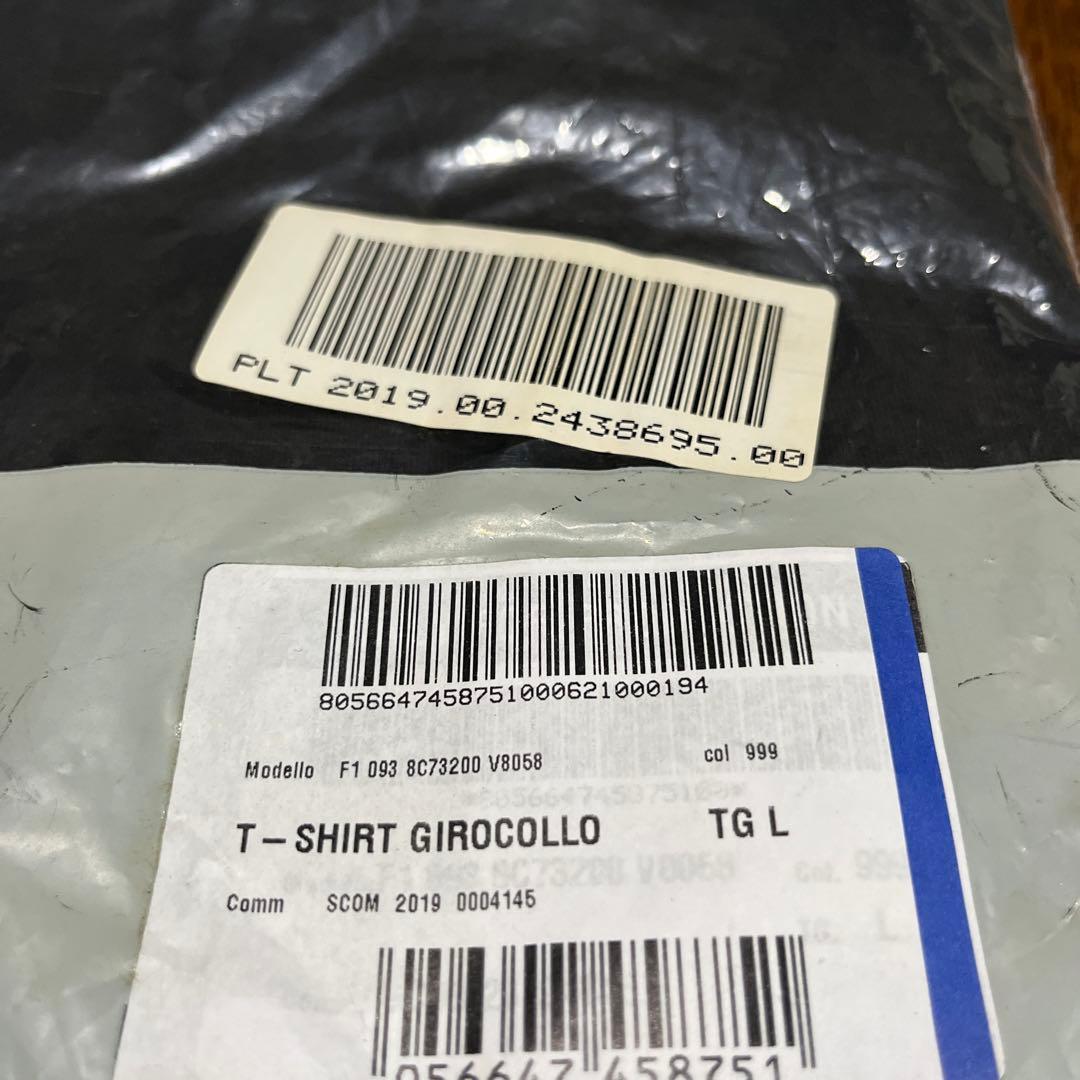 PLT 2019.00.2438695.00
8056647458751000621000194
Modello F1 093 8C73200 V8058 col 999
T-SHIRT GIROCOLLO TG L
Comm SCOM 2019 0004145
056647 458751